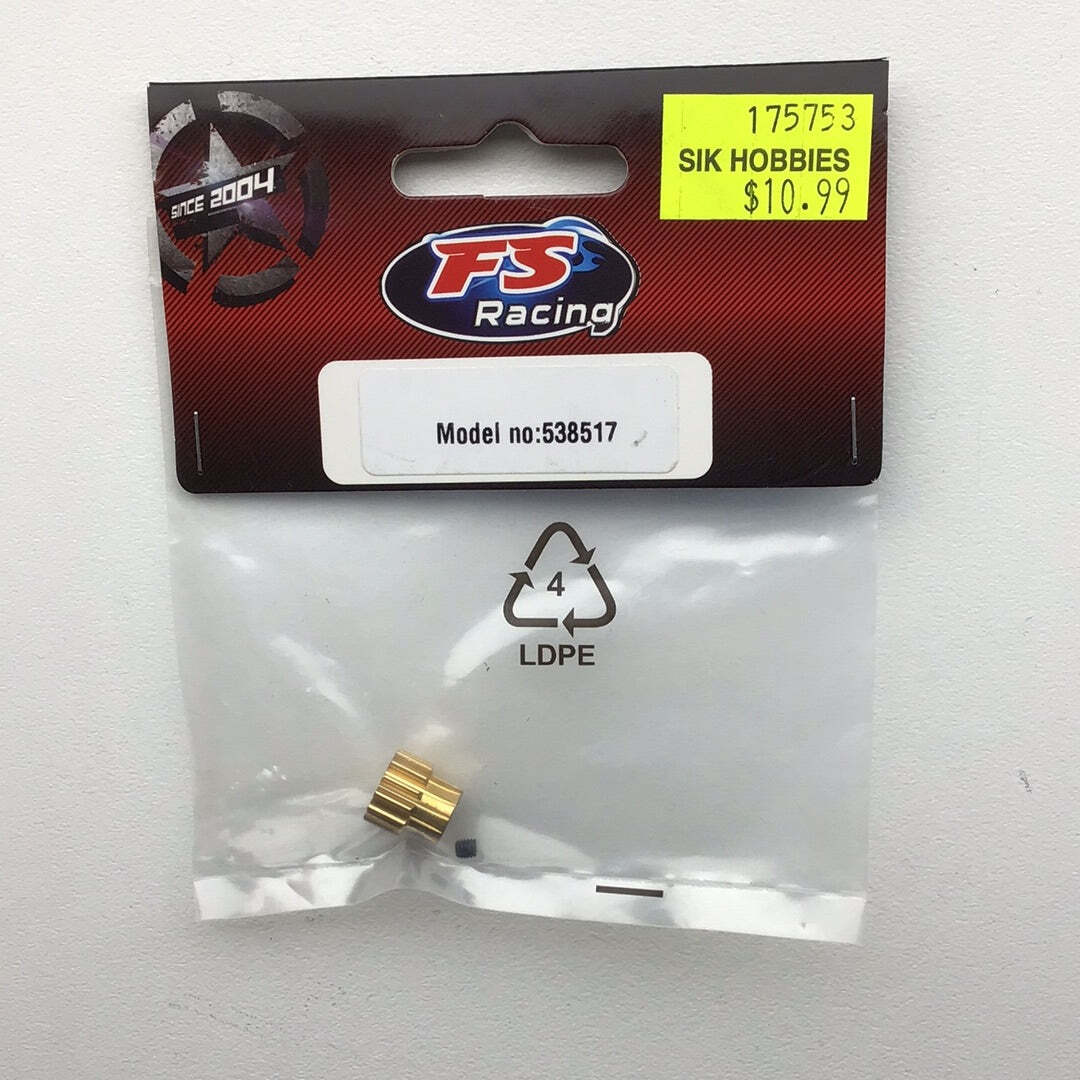 175753
SIK HOBBIES
$10.99
SINCE 2004
FS
Racing
Model no:538517
4
LDPE